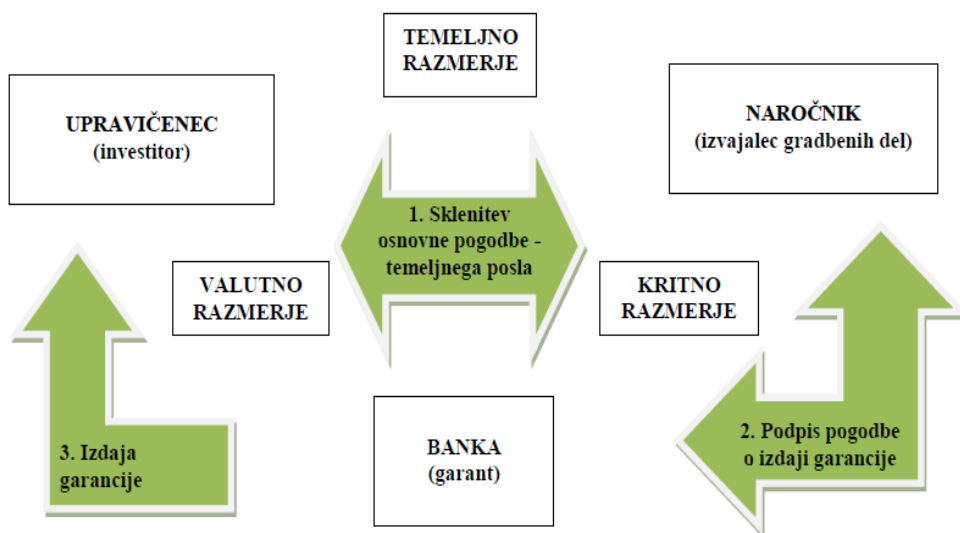 TEMELJNO
RAZMERJE
UPRAVIČENEC
(investitor)
NAROČNIK
(izvajalec gradbenih del)
1. Sklenitev
osnovne pogodbe -
temeljnega posla
VALUTNO
RAZMERJE
KRITNO
RAZMERJE
3. Izdaja
garancije
BANKA
(garant)
2. Podpis pogodbe
o izdaji garancije